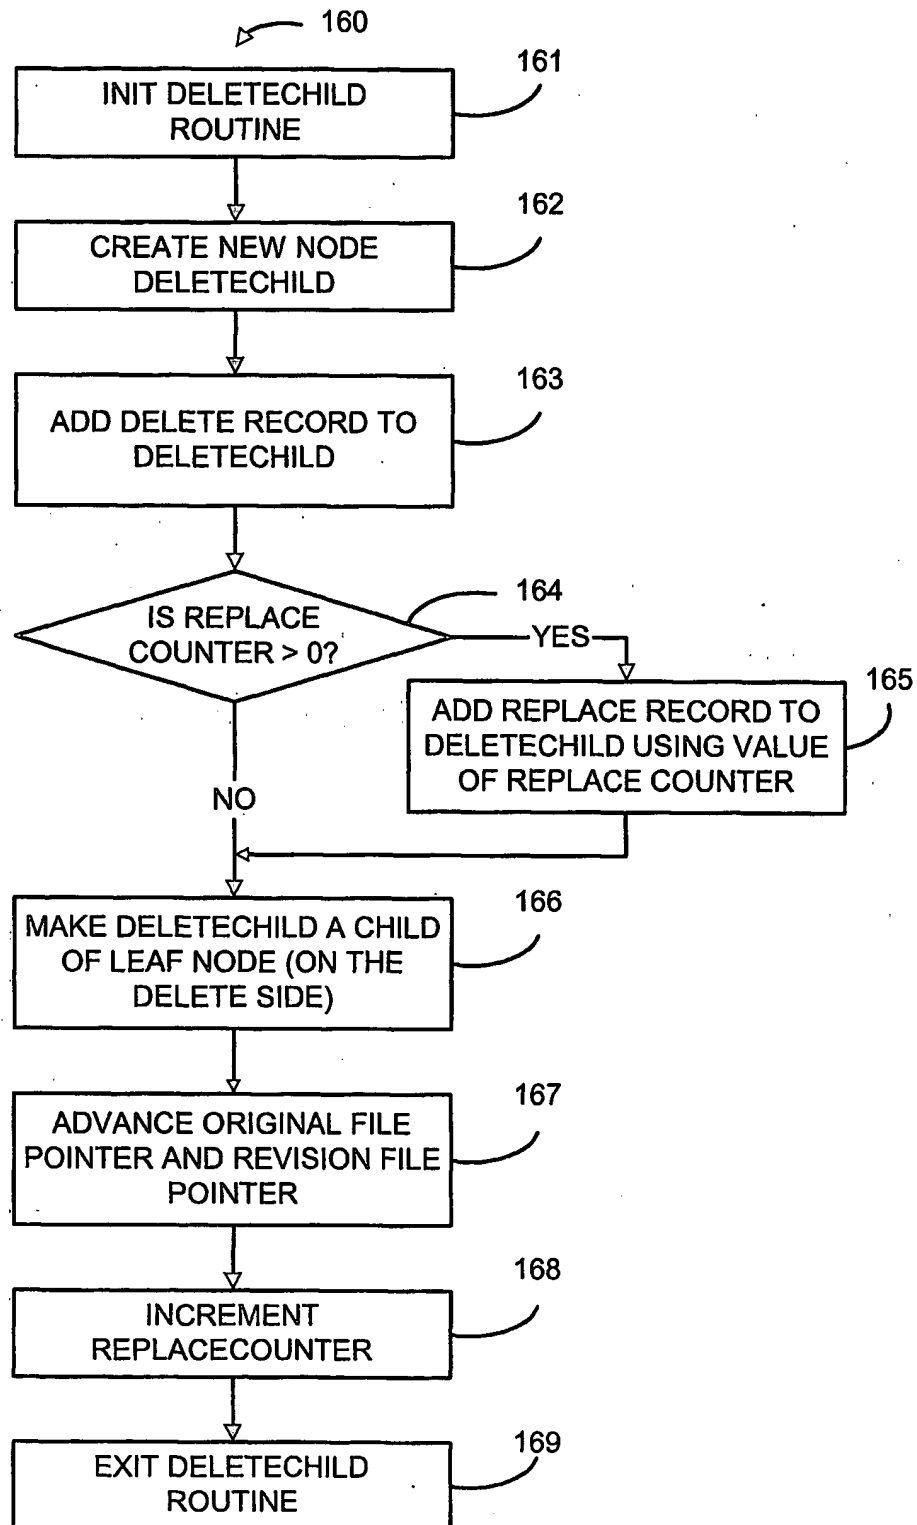 160
161
INIT DELETECHILD
ROUTINE
162
CREATE NEW NODE
DELETECHILD
163
ADD DELETE RECORD TO
DELETECHILD
164
IS REPLACE
COUNTER > 0?
YES
165
ADD REPLACE RECORD TO
DELETECHILD USING VALUE
OF REPLACE COUNTER
NO
166
MAKE DELETECHILD A CHILD
OF LEAF NODE (ON THE
DELETE SIDE)
167
ADVANCE ORIGINAL FILE
POINTER AND REVISION FILE
POINTER
168
INCREMENT
REPLACECOUNTER
169
EXIT DELETECHILD
ROUTINE